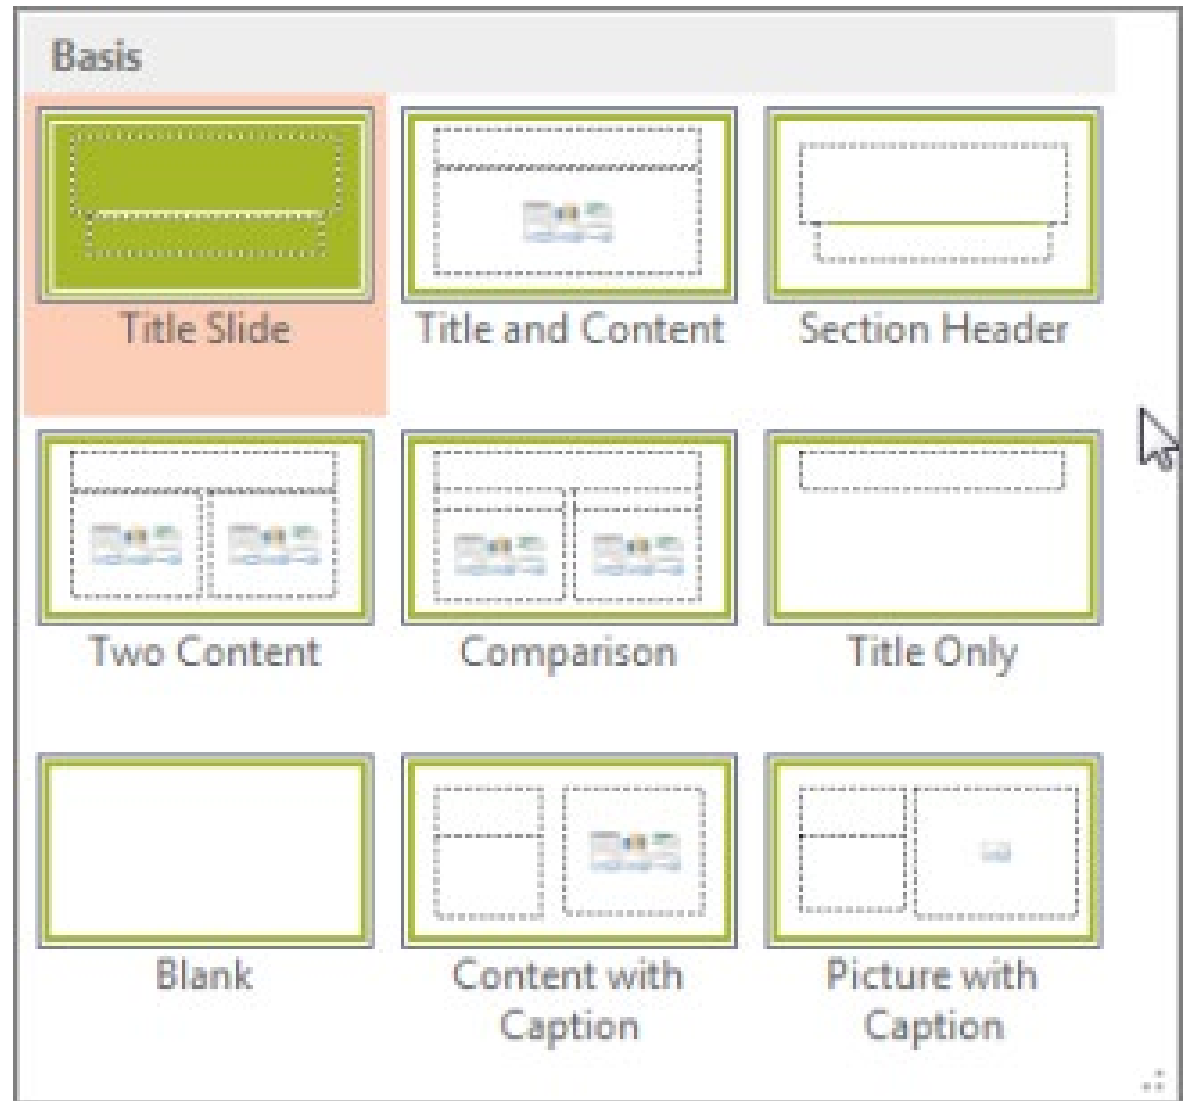 Basis
Title Slide
Title and Content
Section Header
Two Content
Comparison
Title Only
Blank
Content with
Caption
Picture with
Caption